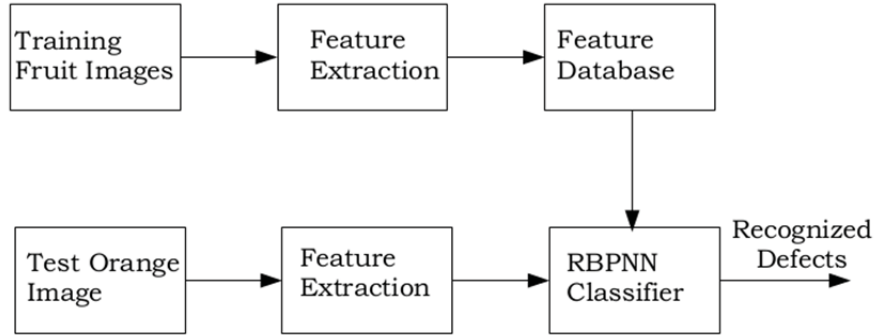 Training
Fruit Images
Feature
Extraction
Feature
Database
Test Orange
Image
Feature
Extraction
RBPNN
Classifier
Recognized
Defects